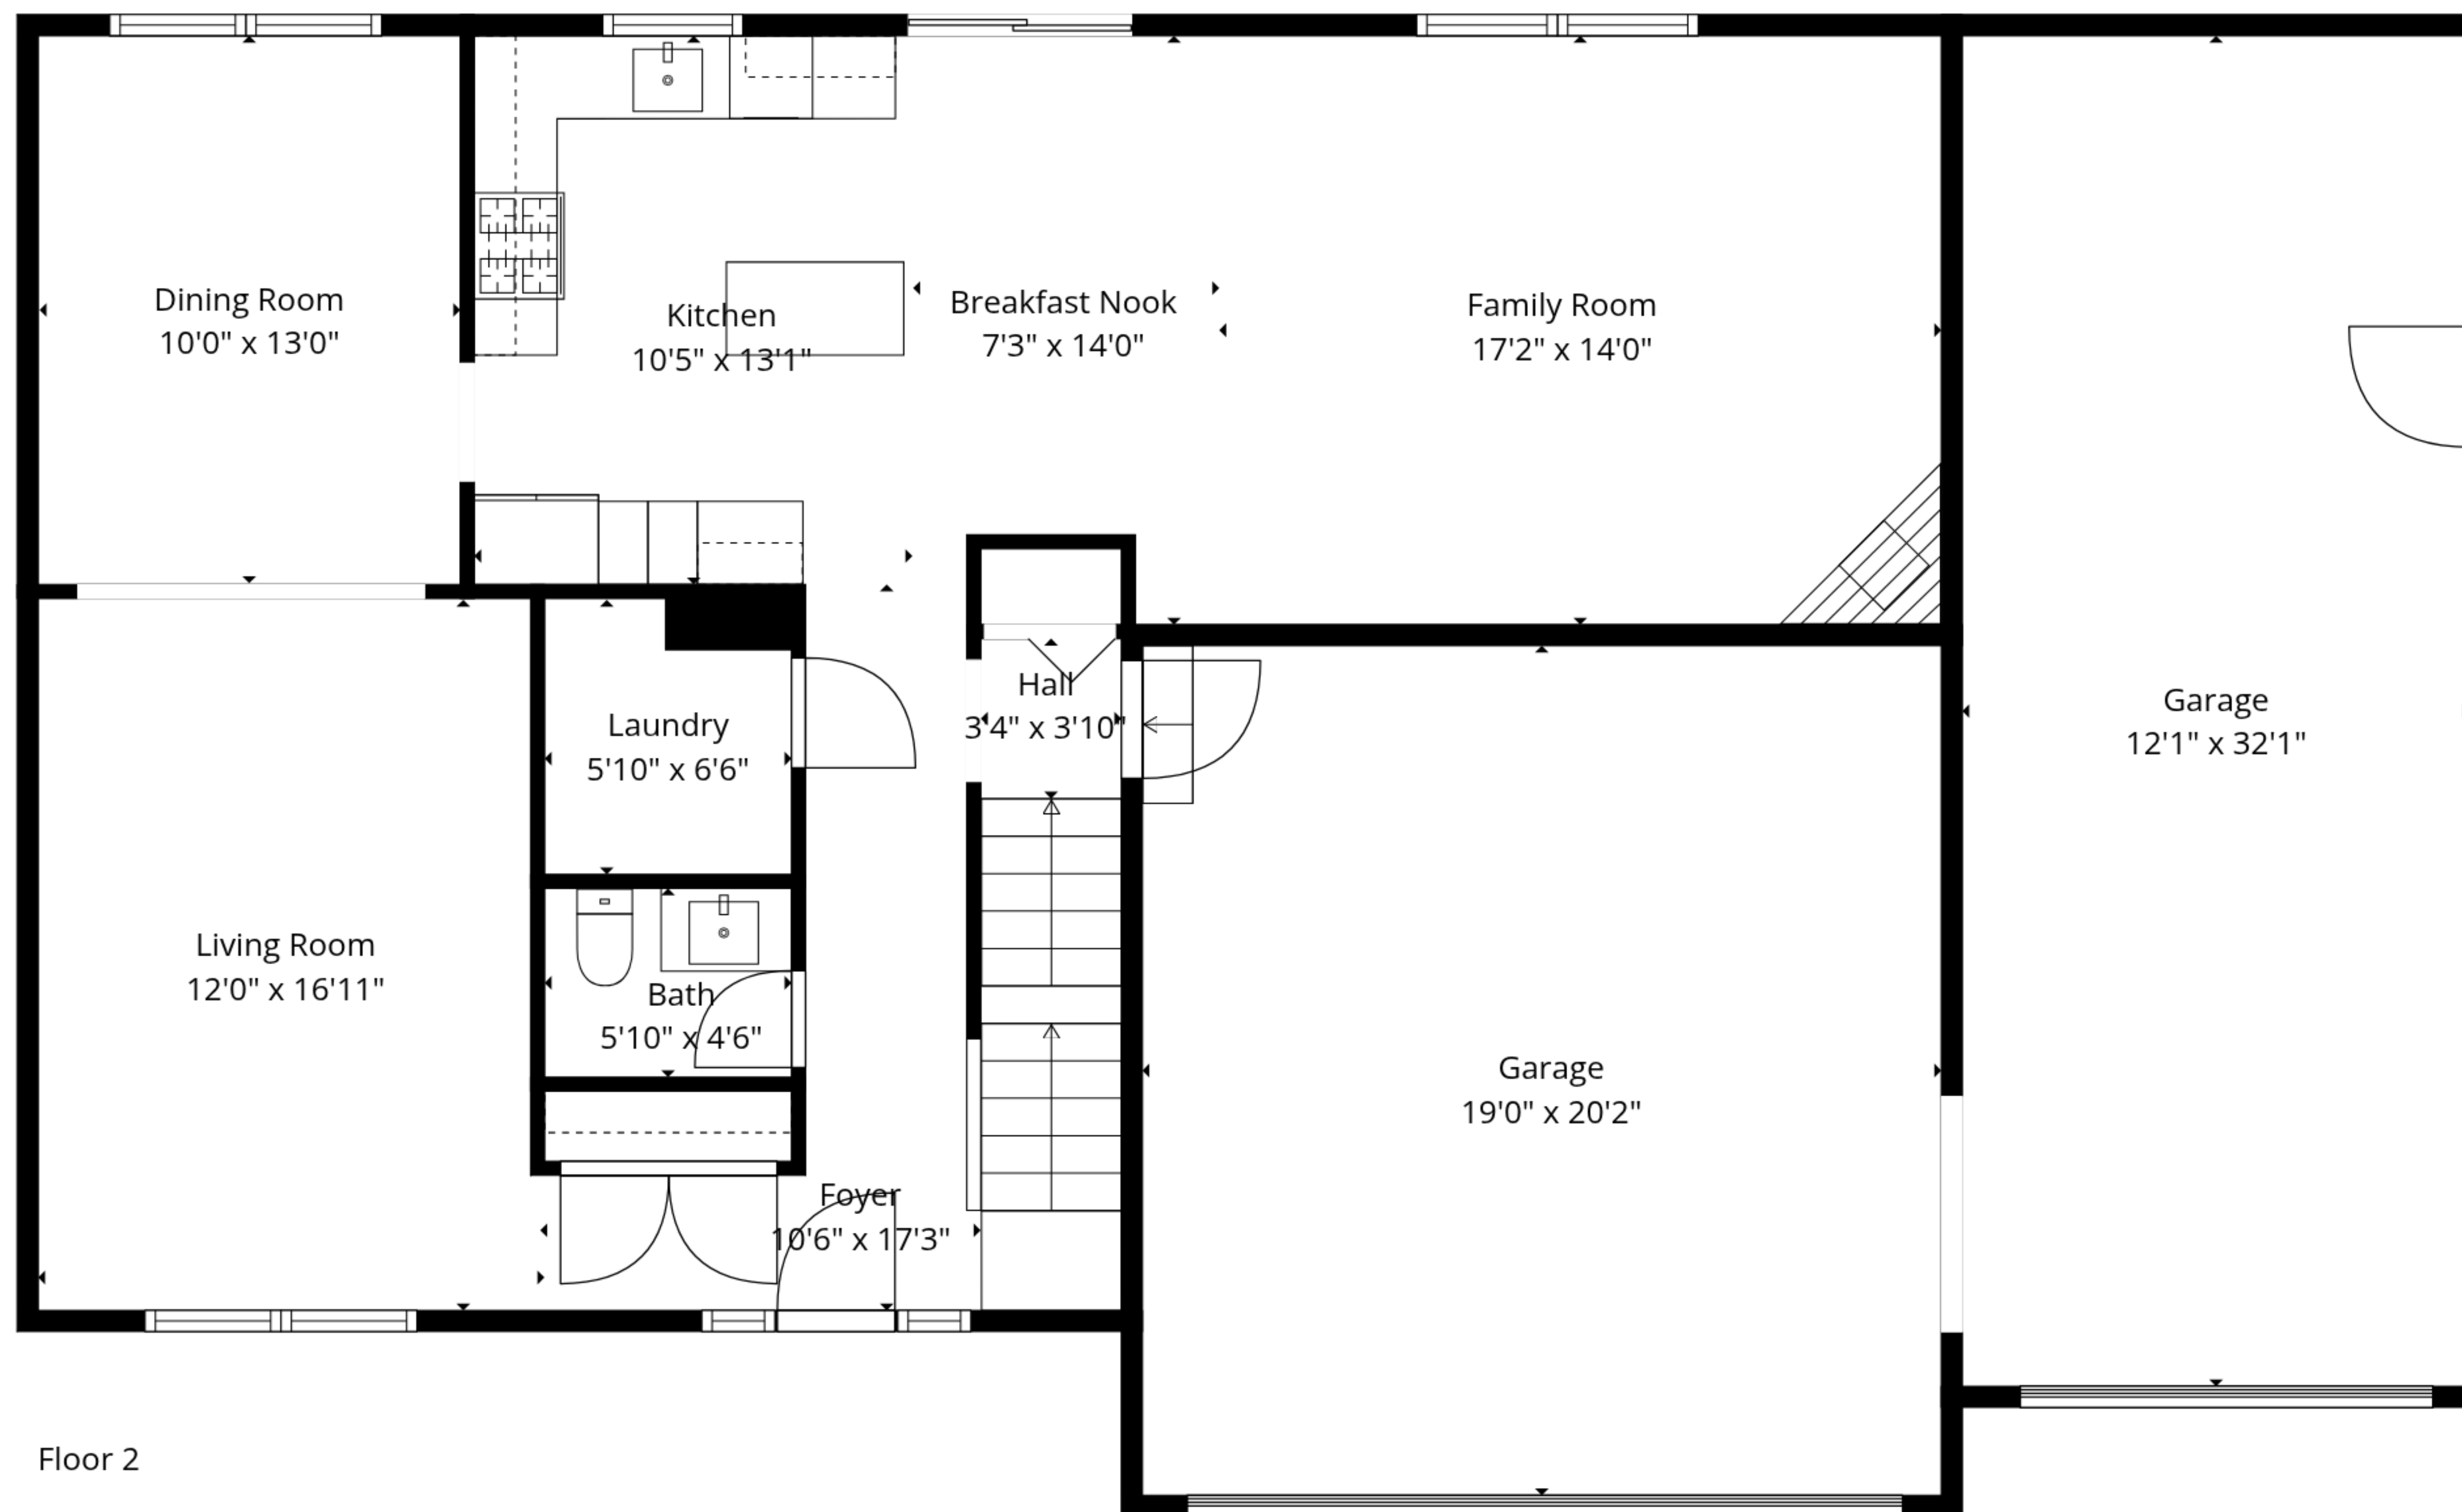 Dining Room
10'0" x 13'0"
Kitchen
10'5" x 13'1"
Breakfast Nook
7'3" x 14'0"
Family Room
17'2" x 14'0"
Hall
3'4" x 3'10"
Laundry
5'10" x 6'6"
Garage
12'1" x 32'1"
Living Room
12'0" x 16'11"
Bath
5'10" x 4'6"
Garage
19'0" x 20'2"
Foyer
10'6" x 17'3"
Floor 2